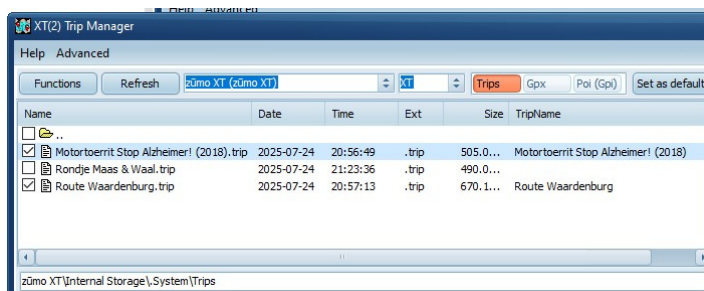 Help Advanced
XT(2) Trip Manager
Help Advanced
Functions Refresh zūmo XT (zūmo XT) XT Trips Gpx Poi (Gpi) Set as default
Name Date Time Ext Size TripName
..
Motortoerrit Stop Alzheimer! (2018).trip 2025-07-24 20:56:49 .trip 505.0... Motortoerrit Stop Alzheimer! (2018)
Rondje Maas & Waal.trip 2025-07-24 21:23:36 .trip 490.0...
Route Waardenburg.trip 2025-07-24 20:57:13 .trip 670.1... Route Waardenburg
zūmo XT\Internal Storage\.System\Trips